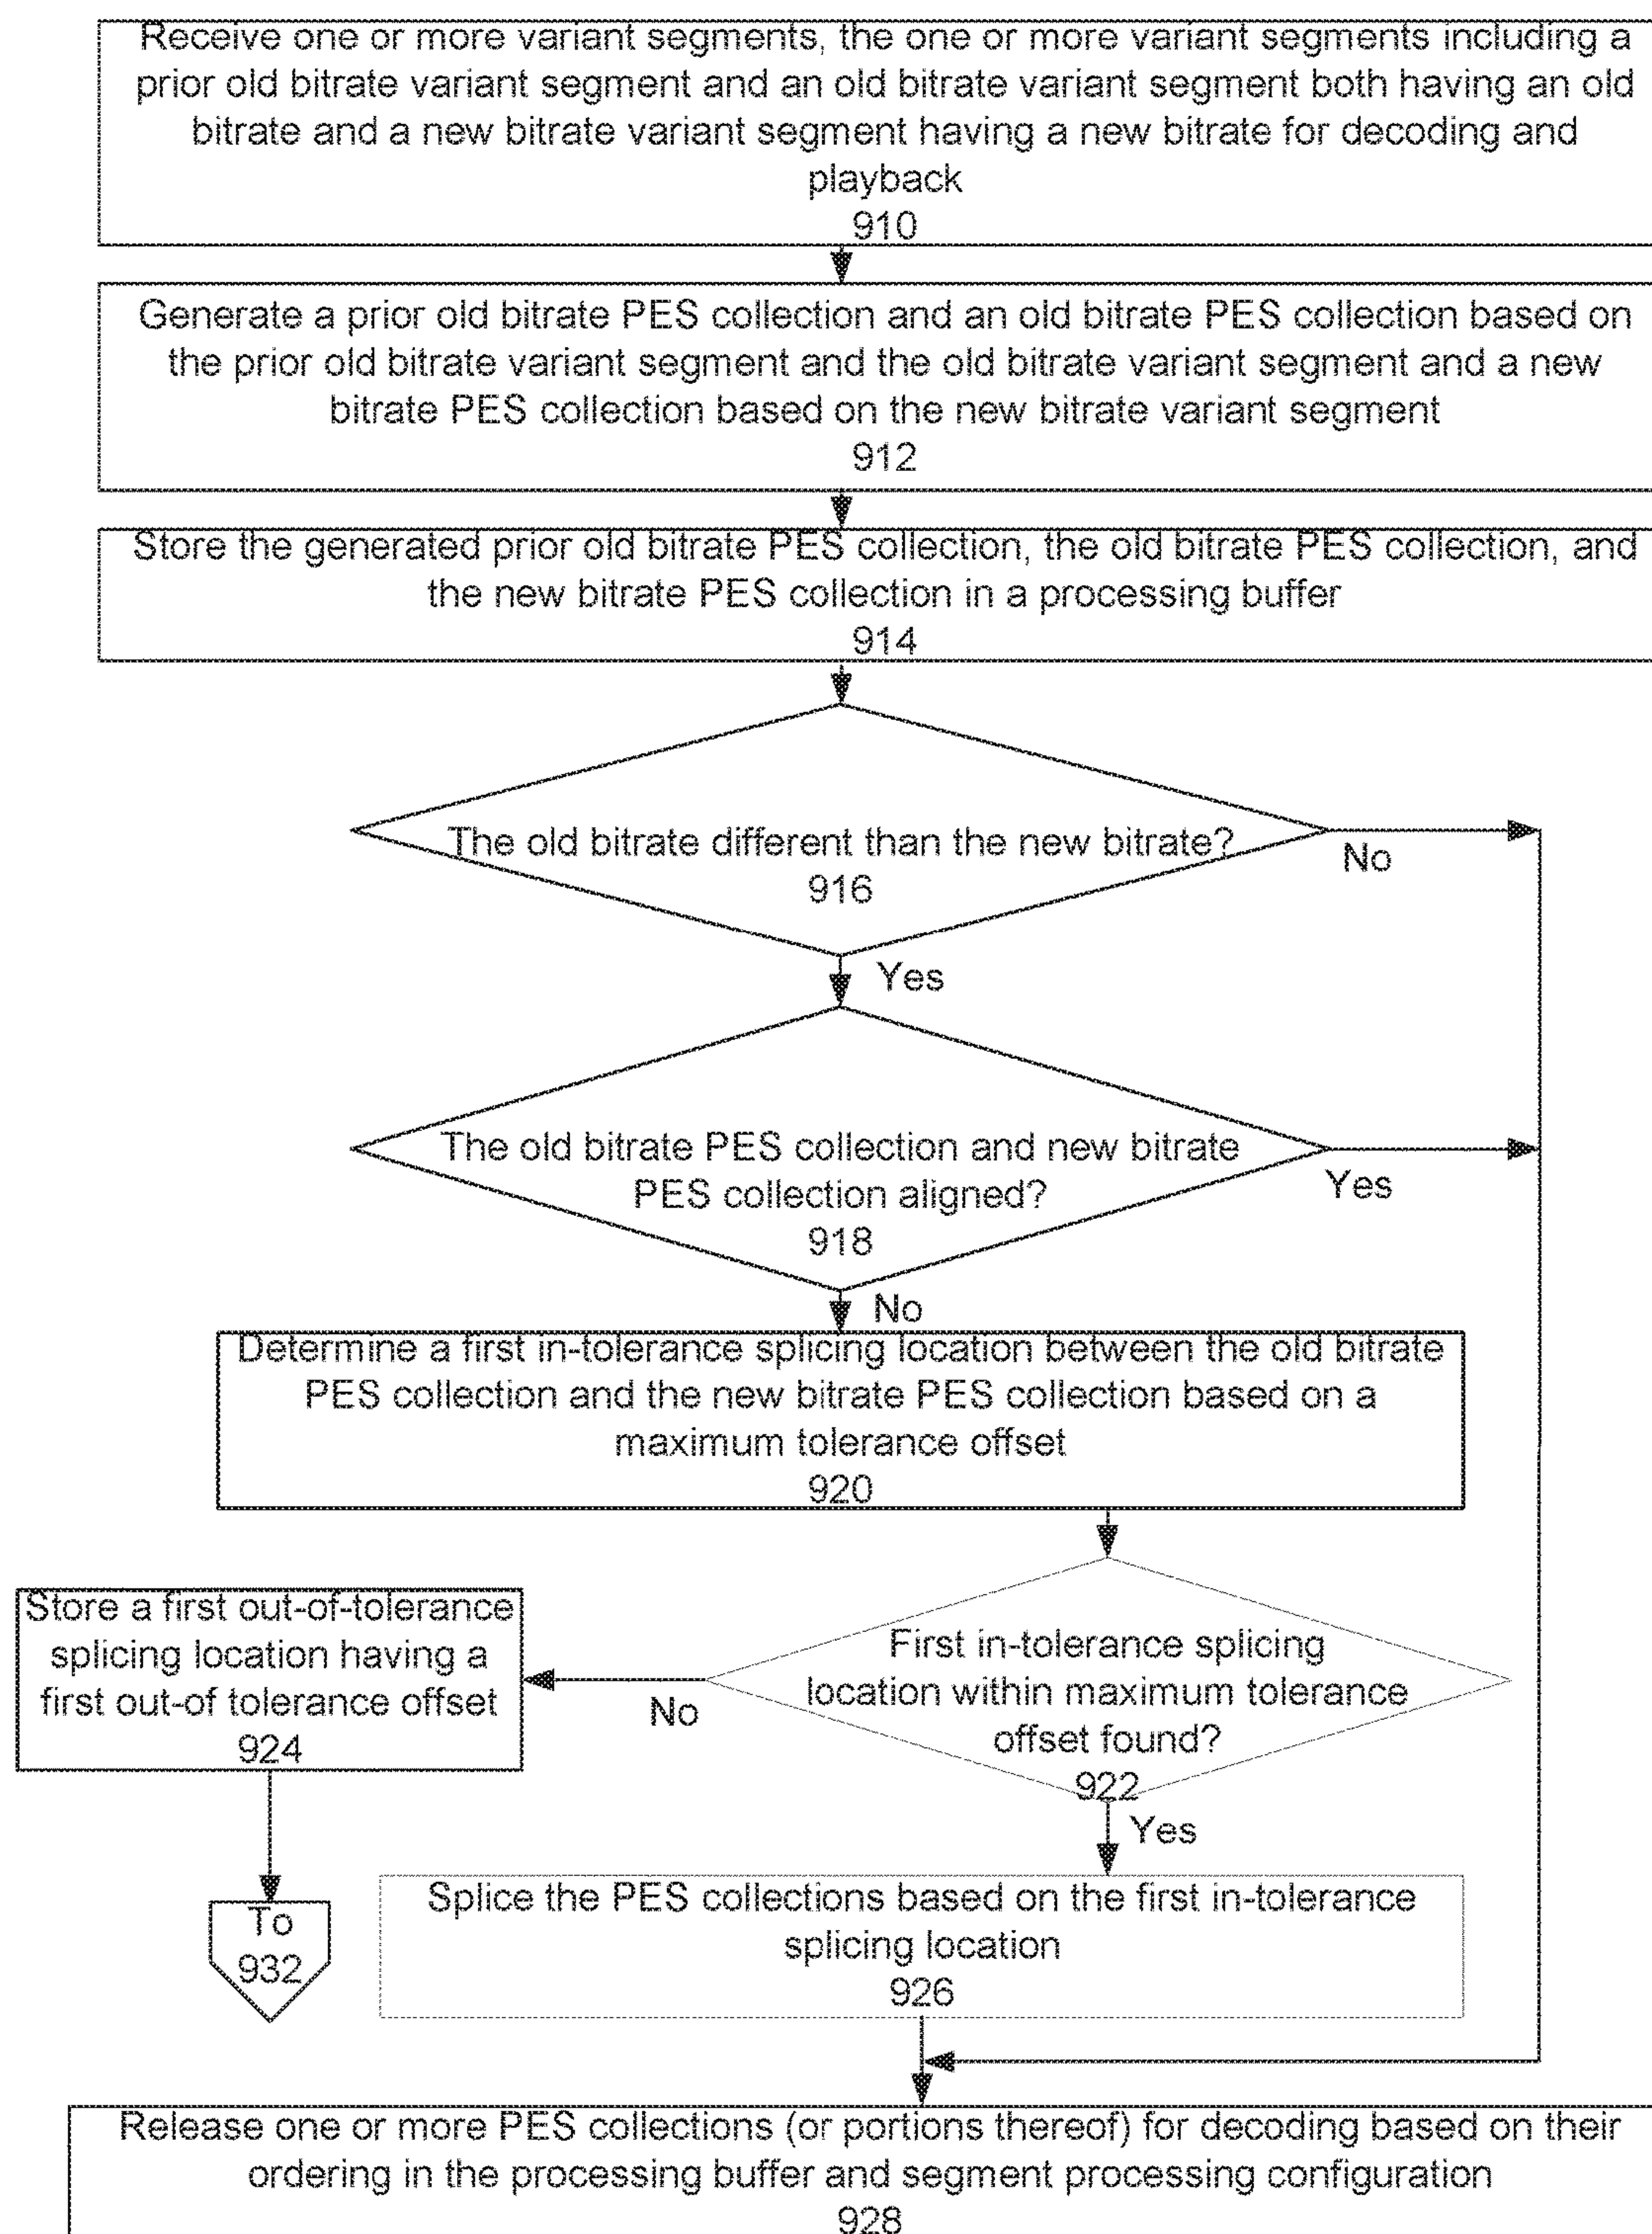 Receive one or more variant segments, the one or more variant segments including a
prior old bitrate variant segment and an old bitrate variant segment both having an old
bitrate and a new bitrate variant segment having a new bitrate for decoding and
playback
910
Generate a prior old bitrate PES collection and an old bitrate PES collection based on
the prior old bitrate variant segment and the old bitrate variant segment and a new
bitrate PES collection based on the new bitrate variant segment
912
Store the generated prior old bitrate PES collection, the old bitrate PES collection, and
the new bitrate PES collection in a processing buffer
914
The old bitrate different than the new bitrate?
916
No
Yes
The old bitrate PES collection and new bitrate
PES collection aligned?
918
Yes
No
Determine a first in-tolerance splicing location between the old bitrate
PES collection and the new bitrate PES collection based on a
maximum tolerance offset
920
First in-tolerance splicing
location within maximum tolerance
offset found?
922
No
Store a first out-of-tolerance
splicing location having a
first out-of tolerance offset
924
Yes
To
932
Splice the PES collections based on the first in-tolerance
splicing location
926
Release one or more PES collections (or portions thereof) for decoding based on their
ordering in the processing buffer and segment processing configuration
928